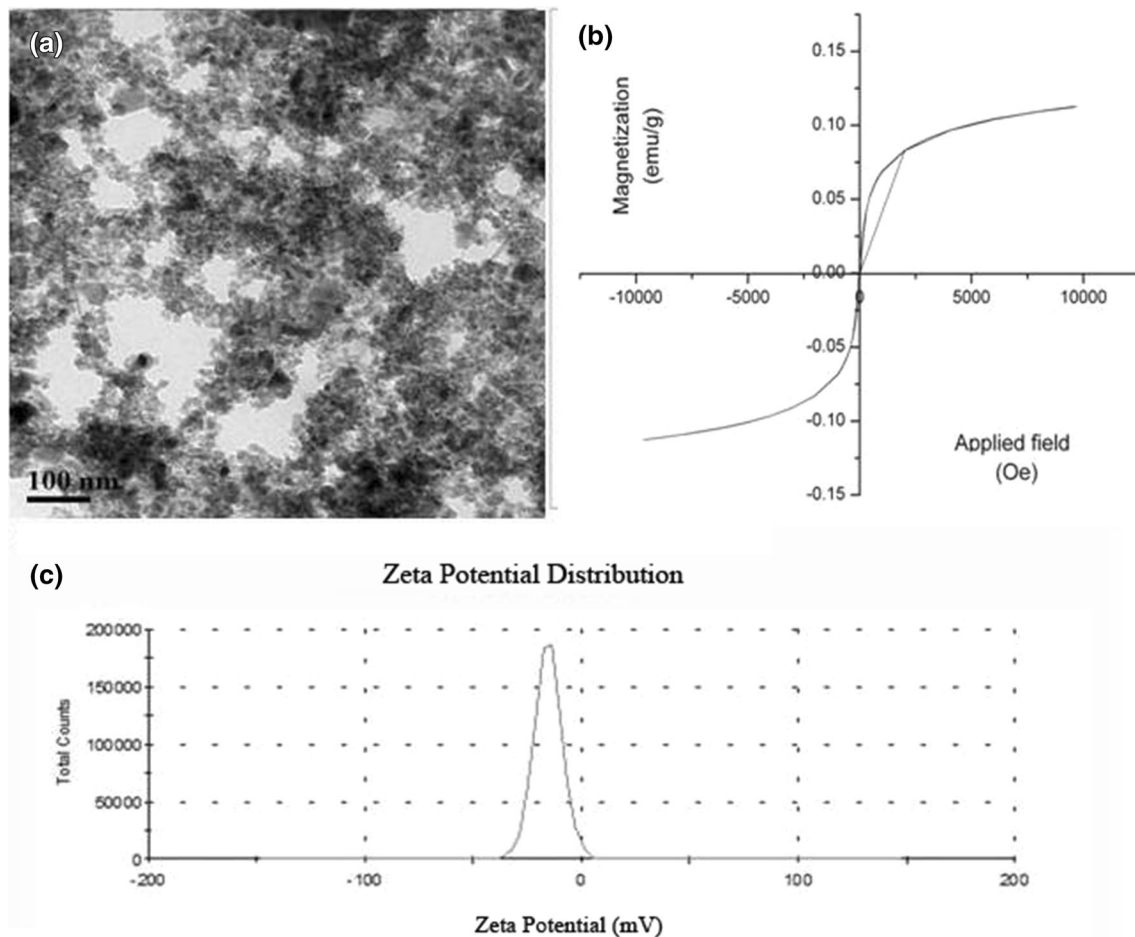 (a)
100 nm
(b)
Magnetization
(emu/g)
0.15
0.10
0.05
0.00
-10000
-5000
0
5000
10000
-0.05
-0.10
-0.15
Applied field
(Oe)
(c)
Zeta Potential Distribution
200000
150000
100000
50000
0
Total Counts
-200
-100
0
100
200
Zeta Potential (mV)